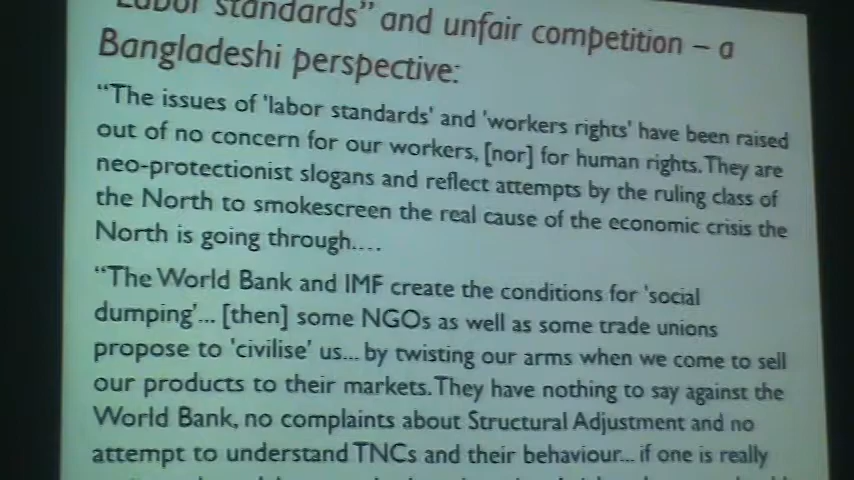 "Labor standards" and unfair competition – a
Bangladeshi perspective:
"The issues of 'labor standards' and 'workers rights' have been raised
out of no concern for our workers, [nor] for human rights. They are
neo-protectionist slogans and reflect attempts by the ruling class of
the North to smokescreen the real cause of the economic crisis the
North is going through....
"The World Bank and IMF create the conditions for 'social
dumping'... [then] some NGOs as well as some trade unions
propose to 'civilise' us... by twisting our arms when we come to sell
our products to their markets. They have nothing to say against the
World Bank, no complaints about Structural Adjustment and no
attempt to understand TNCs and their behaviour... if one is really